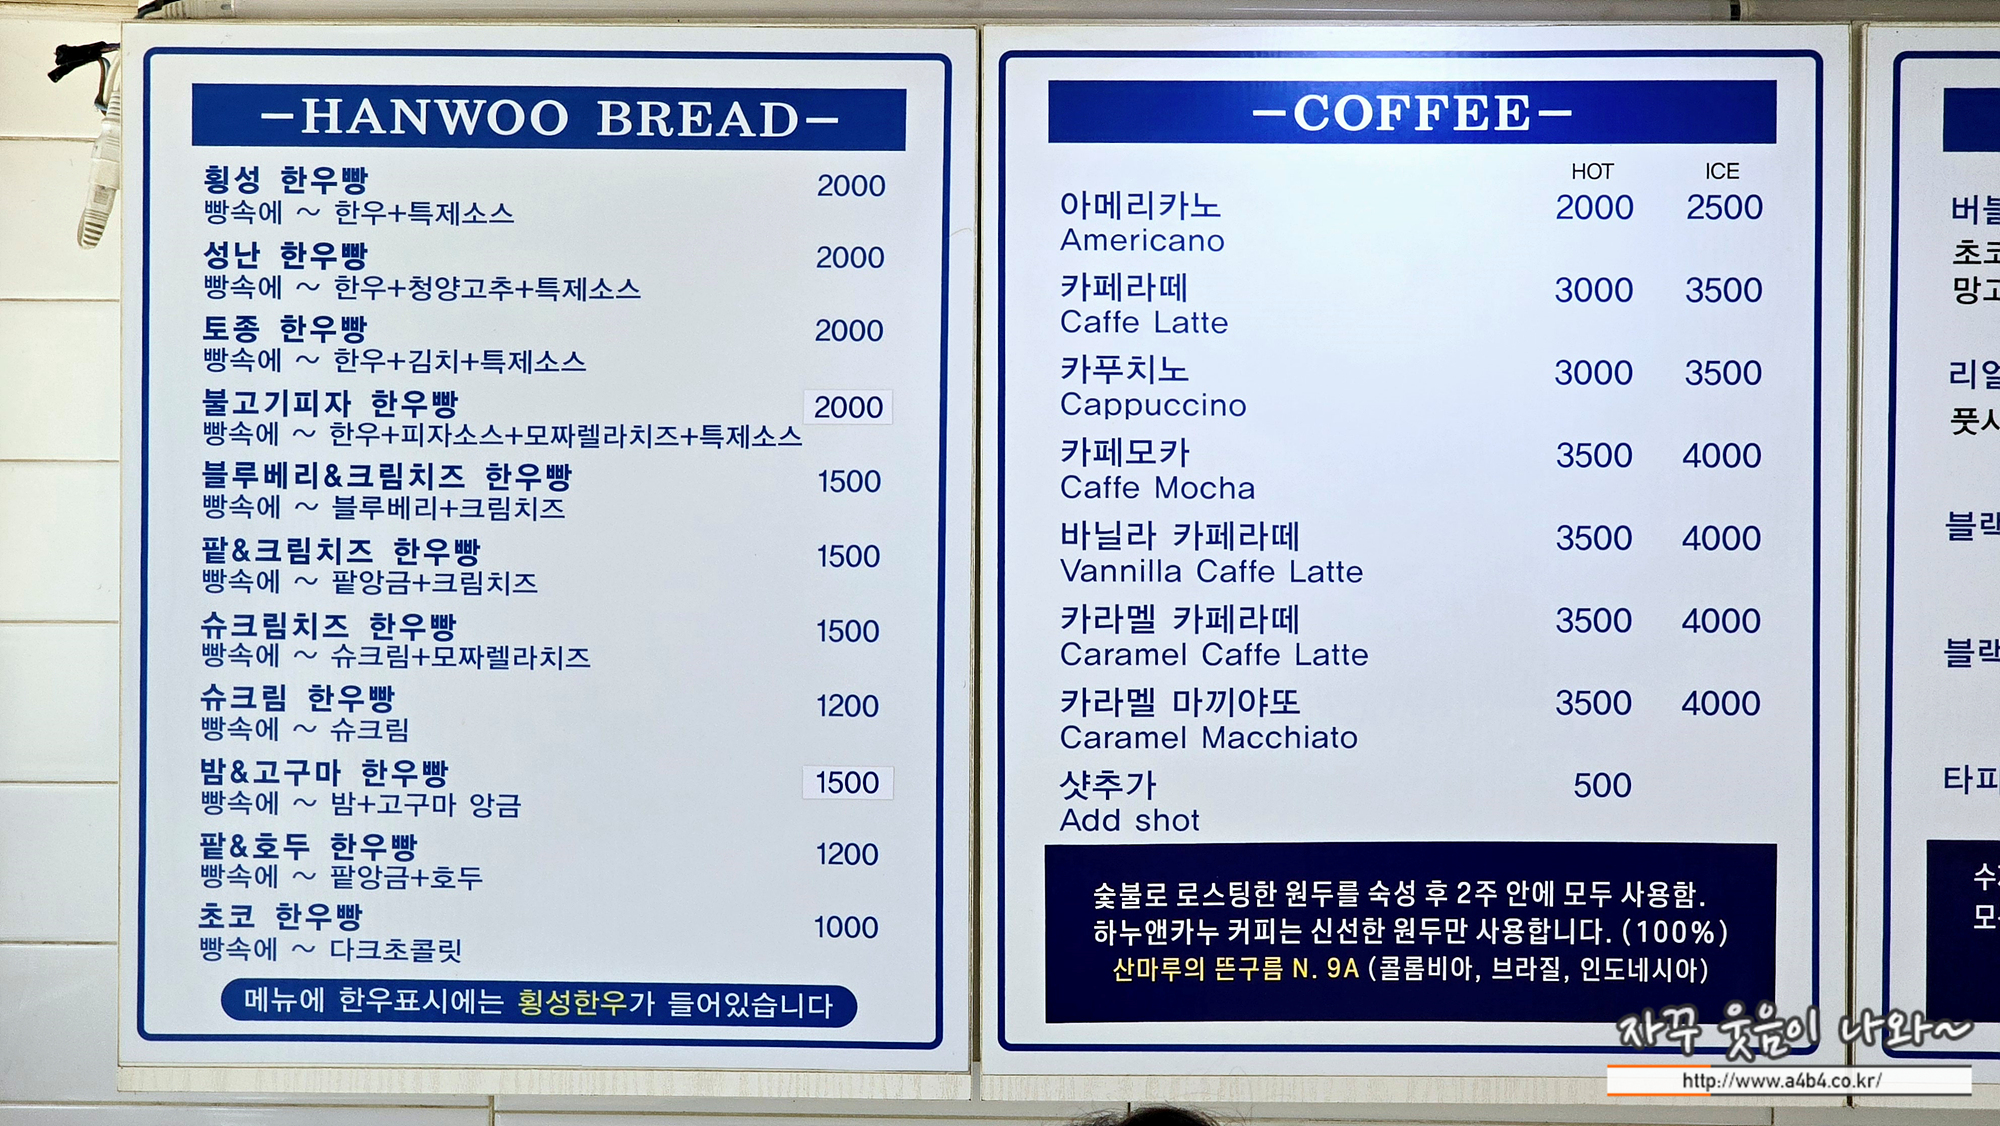 -HANWOO BREAD-
횡성 한우빵 2000
빵속에 ~ 한우+특제소스
성난 한우빵 2000
빵속에 ~ 한우+청양고추+특제소스
토종 한우빵 2000
빵속에 ~ 한우+김치+특제소스
불고기피자 한우빵 2000
빵속에 ~ 한우+피자소스+모짜렐라치즈+특제소스
블루베리&크림치즈 한우빵 1500
빵속에 ~ 블루베리+크림치즈
팥&크림치즈 한우빵 1500
빵속에 ~ 팥앙금+크림치즈
슈크림치즈 한우빵 1500
빵속에 ~ 슈크림+모짜렐라치즈
슈크림 한우빵 1200
빵속에 ~ 슈크림
밤&고구마 한우빵 1500
빵속에 ~ 밤+고구마 앙금
팥&호두 한우빵 1200
빵속에 ~ 팥앙금+호두
초코 한우빵 1000
빵속에 ~ 다크초콜릿
메뉴에 한우표시에는 횡성한우가 들어있습니다
-COFFEE-
HOT ICE
아메리카노 2000 2500
Americano
카페라떼 3000 3500
Caffe Latte
카푸치노 3000 3500
Cappuccino
카페모카 3500 4000
Caffe Mocha
바닐라 카페라떼 3500 4000
Vannilla Caffe Latte
카라멜 카페라떼 3500 4000
Caramel Caffe Latte
카라멜 마끼야또 3500 4000
Caramel Macchiato
샷추가 500
Add shot
숯불로 로스팅한 원두를 숙성 후 2주 안에 모두 사용함.
하누앤카누 커피는 신선한 원두만 사용합니다. (100%)
산마루의 뜬구름 N. 9A (콜롬비아, 브라질, 인도네시아)
자꾸 웃음이 나와~
http://www.a4b4.co.kr/